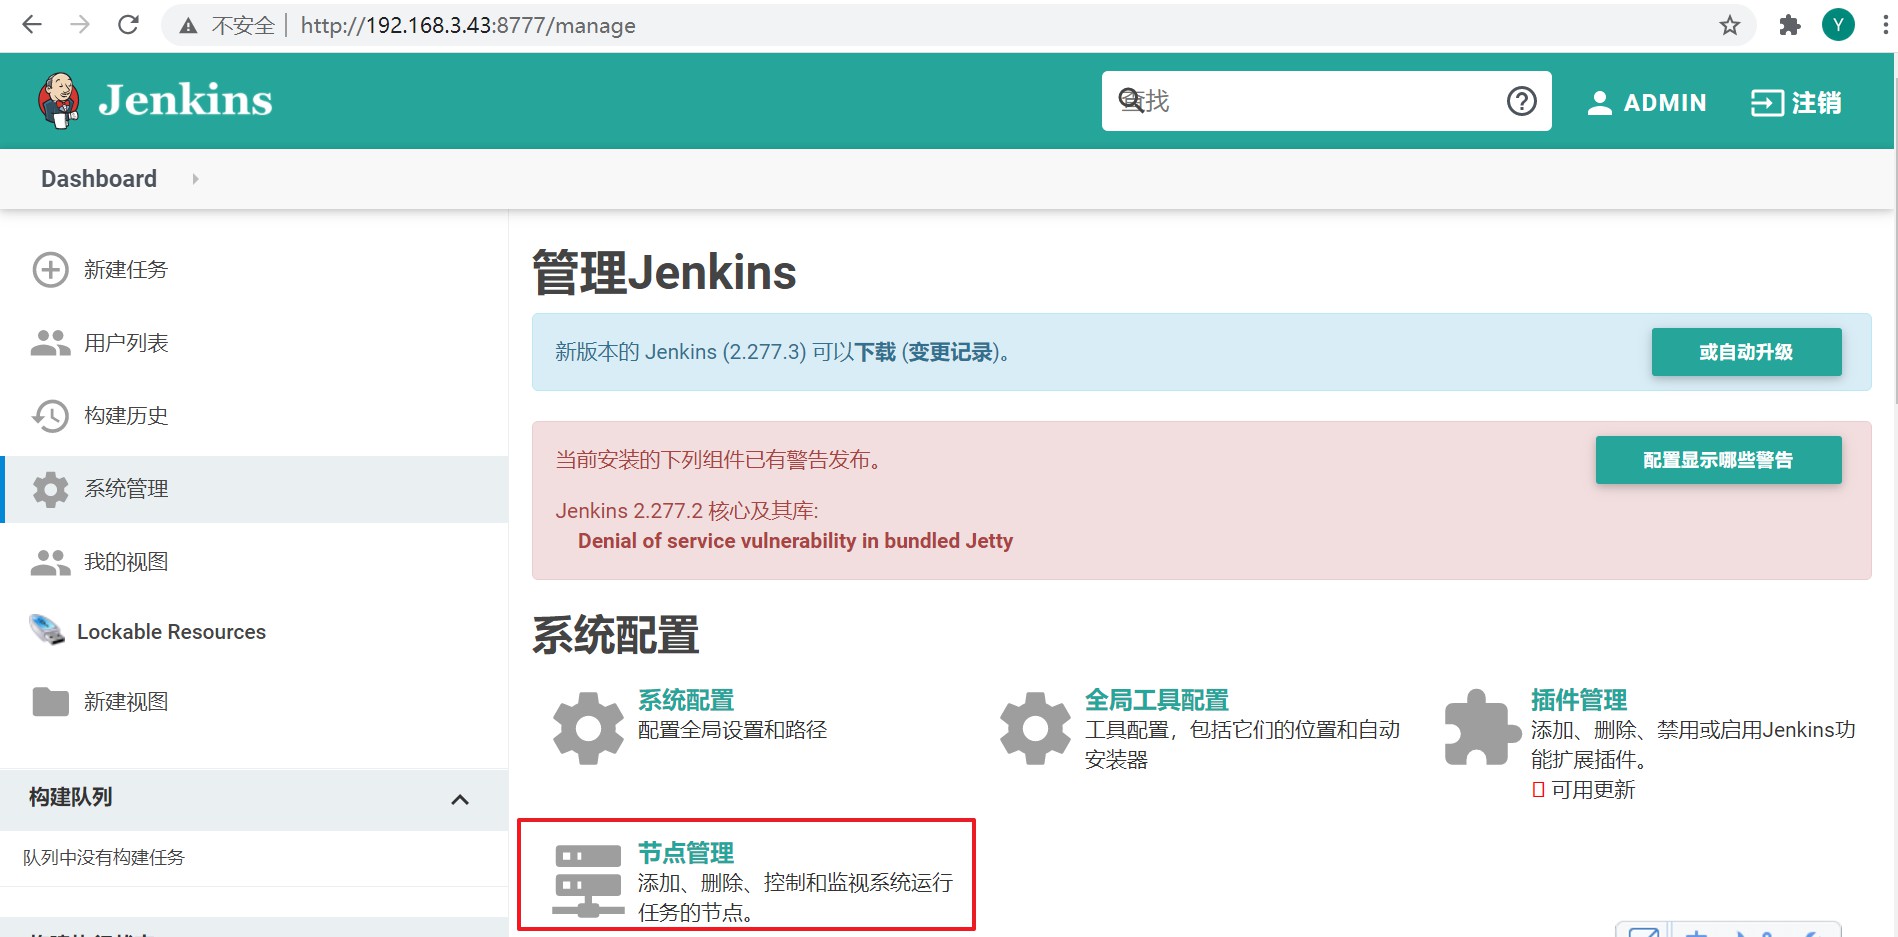 不安全 http://192.168.3.43:8777/manage Y
Jenkins
查找
ADMIN
注销
Dashboard
新建任务
用户列表
构建历史
系统管理
我的视图
Lockable Resources
新建视图
构建队列
队列中没有构建任务
管理Jenkins
新版本的 Jenkins (2.277.3) 可以下载 (变更记录)。
或自动升级
当前安装的下列组件已有警告发布。
配置显示哪些警告
Jenkins 2.277.2 核心及其库:
Denial of service vulnerability in bundled Jetty
系统配置
系统配置
配置全局设置和路径
全局工具配置
工具配置，包括它们的位置和自动
安装器
插件管理
添加、删除、禁用或启用Jenkins功
能扩展插件。
可用更新
节点管理
添加、删除、控制和监视系统运行
任务的节点。